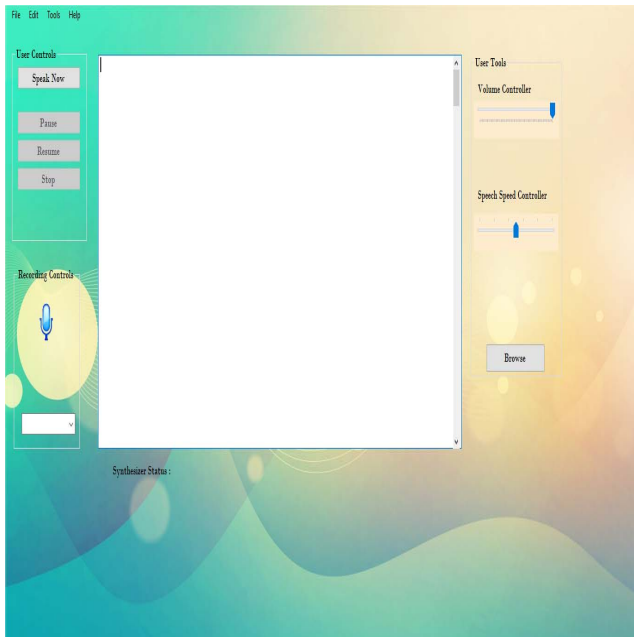 File Edit Tools Help
User Controls
Speak Now
Pause
Resume
Stop
Recording Controls
User Tools
Volume Controller
Speech Speed Controller
Browse
Synthesizer Status :